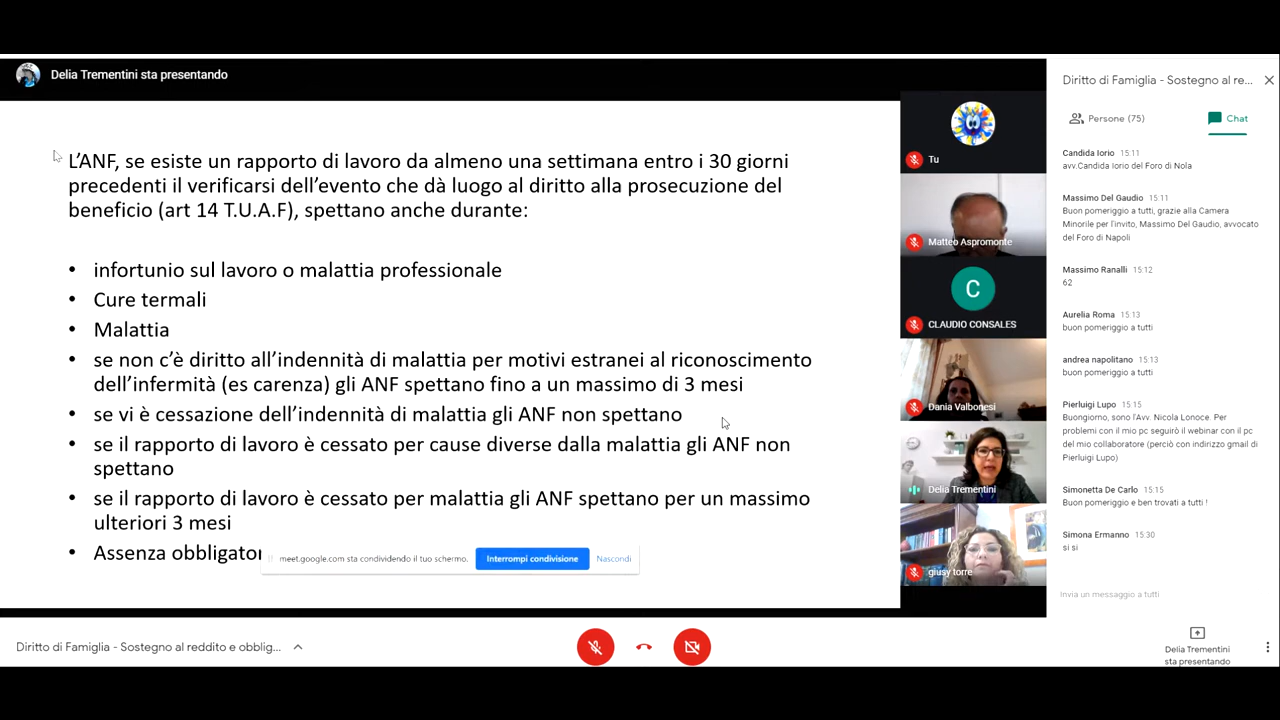 Delia Trementini sta presentando
L'ANF, se esiste un rapporto di lavoro da almeno una settimana entro i 30 giorni
precedenti il verificarsi dell'evento che dà luogo al diritto alla prosecuzione del
beneficio (art 14 T.U.A.F), spettano anche durante:
• infortunio sul lavoro o malattia professionale
• Cure termali
• Malattia
• se non c'è diritto all'indennità di malattia per motivi estranei al riconoscimento
dell'infermità (es carenza) gli ANF spettano fino a un massimo di 3 mesi
• se vi è cessazione dell'indennità di malattia gli ANF non spettano
• se il rapporto di lavoro è cessato per cause diverse dalla malattia gli ANF non
spettano
• se il rapporto di lavoro è cessato per malattia gli ANF spettano per un massimo
ulteriori 3 mesi
• Assenza obbligator
meet.google.com sta condividendo il tuo schermo. Interrompi condivisione Nascondi
Tu
Matteo Aspromonte
C
CLAUDIO CONSALES
Dania Valbonesi
Delia Trementini
giusy torre
Diritto di Famiglia - Sostegno al re...
Persone (75) Chat
Candida Iorio 15:11
avv.Candida Iorio del Foro di Nola
Massimo Del Gaudio 15:11
Buon pomeriggio a tutti, grazie alla Camera
Minorile per l'invito, Massimo Del Gaudio, avvocato
del Foro di Napoli
Massimo Ranalli 15:12
62
Aurelia Roma 15:13
buon pomeriggio a tutti
andrea napolitano 15:13
buon pomeriggio a tutti
Pierluigi Lupo 15:15
Buongiorno, sono l'Avv. Nicola Lonoce. Per
problemi con il mio pc seguirò il webinar con il pc
del mio collaboratore (perciò con indirizzo gmail di
Pierluigi Lupo)
Simonetta De Carlo 15:15
Buon pomeriggio e ben trovati a tutti !
Simona Ermanno 15:30
si si
Invia un messaggio a tutti
Diritto di Famiglia - Sostegno al reddito e obblig...
Delia Trementini
sta presentando